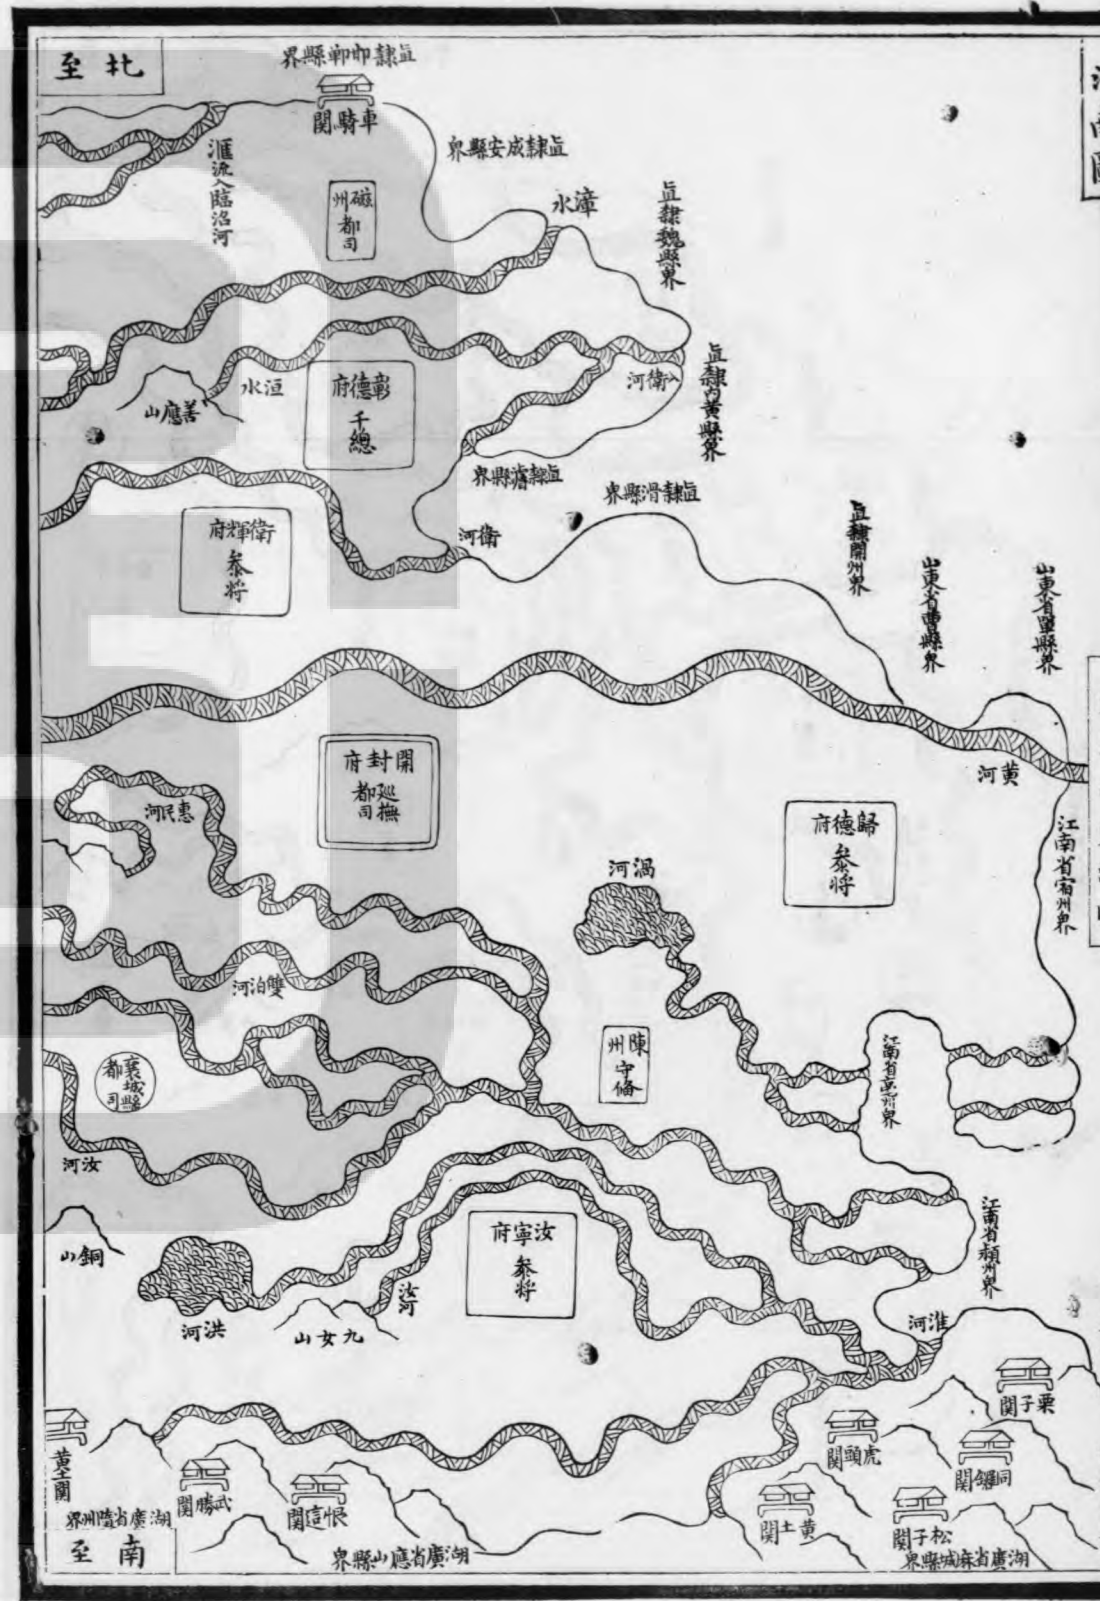 河南圖
至北
直隸邯鄲縣界
車騎關
直隸成安縣界
滙流入臨洺河
磁州
都司
漳水
直隸魏縣界
直隸內黃縣界
入衛河
洹水
善應山
彰德府
千總
直隸濬縣界
直隸滑縣界
衛河
衛輝府
叅將
直隸開州界
山東省曹縣界
山東省單縣界
黃河
開封府
巡撫
都司
惠民河
歸德府
叅將
江南省宿州界
渦河
雙洎河
陳州
守備
江南省亳州界
襄城縣
都司
汝河
江南省潁州界
銅山
洪河
九女山
汝河
汝寧府
叅將
淮河
栗子關
虎頭關
銅鑼關
松子關
黃土關
黃土關
武勝關
恨這關
湖廣省隨州界
至南
湖廣省應山縣界
湖廣省麻城縣界